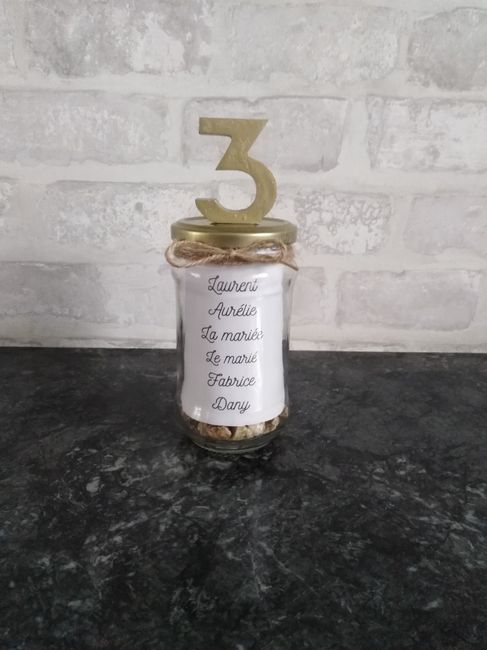 3
Laurent
Aurélie
La mariée
Le marié
Fabrice
Dany